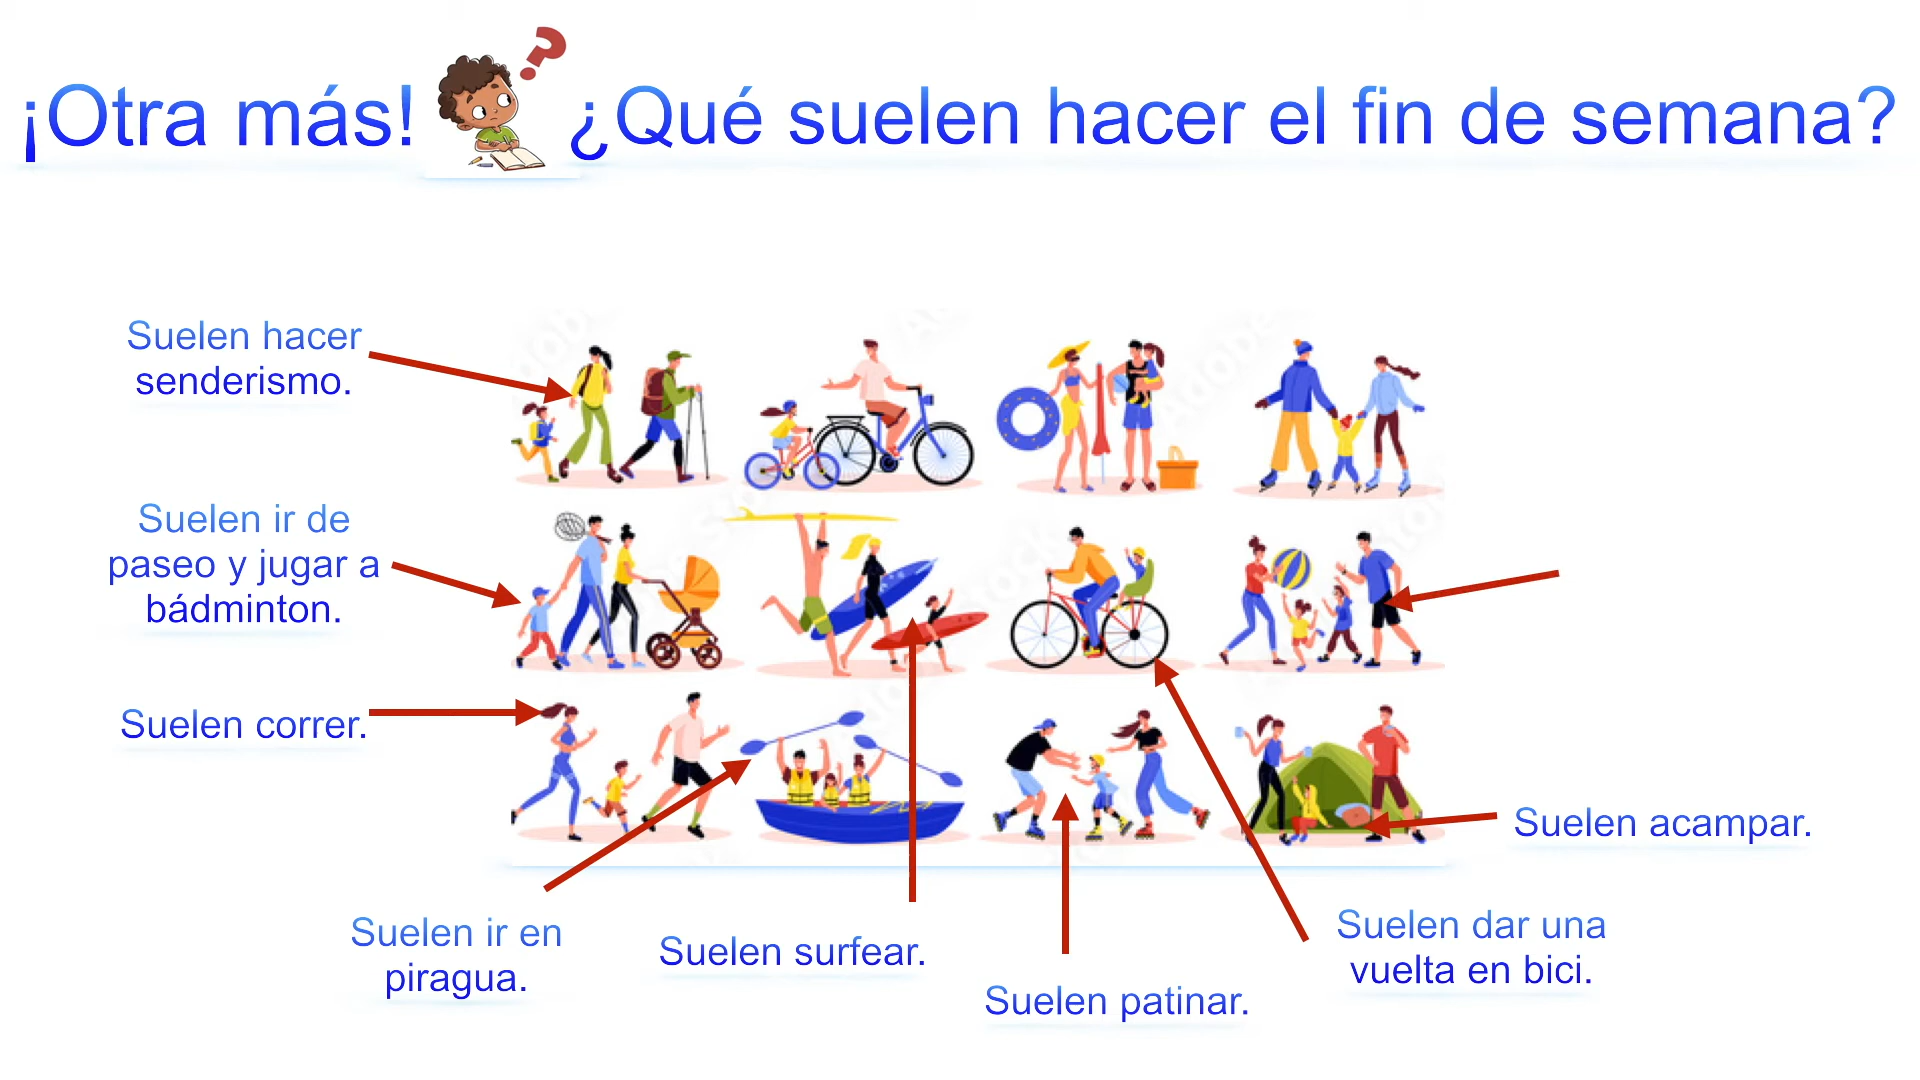 ¡Otra más! ¿Qué suelen hacer el fin de semana?
Suelen hacer
senderismo.
Suelen ir de
paseo y jugar a
bádminton.
Suelen correr.
Suelen ir en
piragua.
Suelen surfear.
Suelen patinar.
Suelen dar una
vuelta en bici.
Suelen acampar.